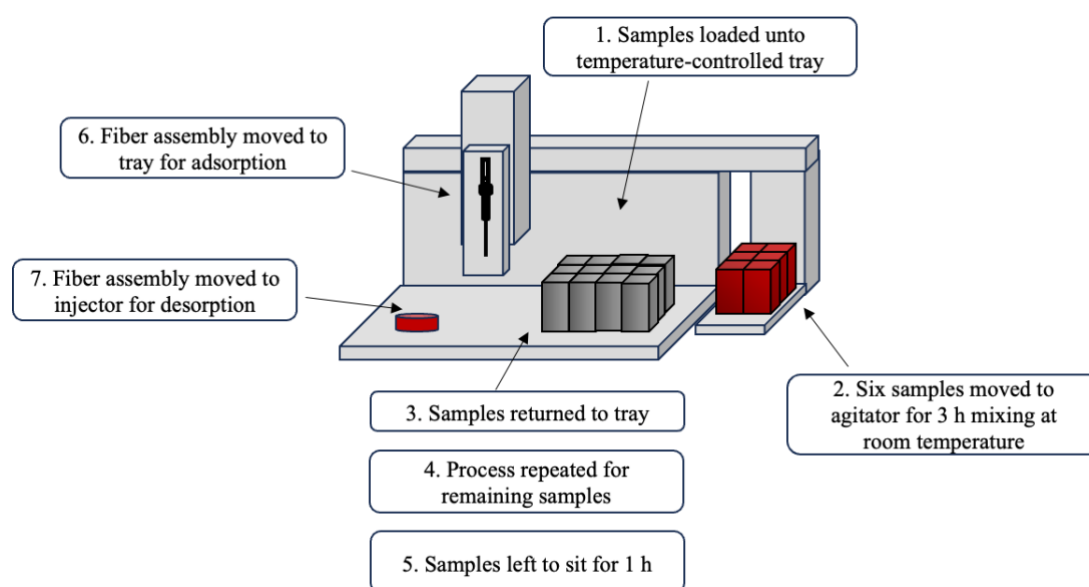 1. Samples loaded unto
temperature-controlled tray
6. Fiber assembly moved to
tray for adsorption
7. Fiber assembly moved to
injector for desorption
2. Six samples moved to
agitator for 3 h mixing at
room temperature
3. Samples returned to tray
4. Process repeated for
remaining samples
5. Samples left to sit for 1 h